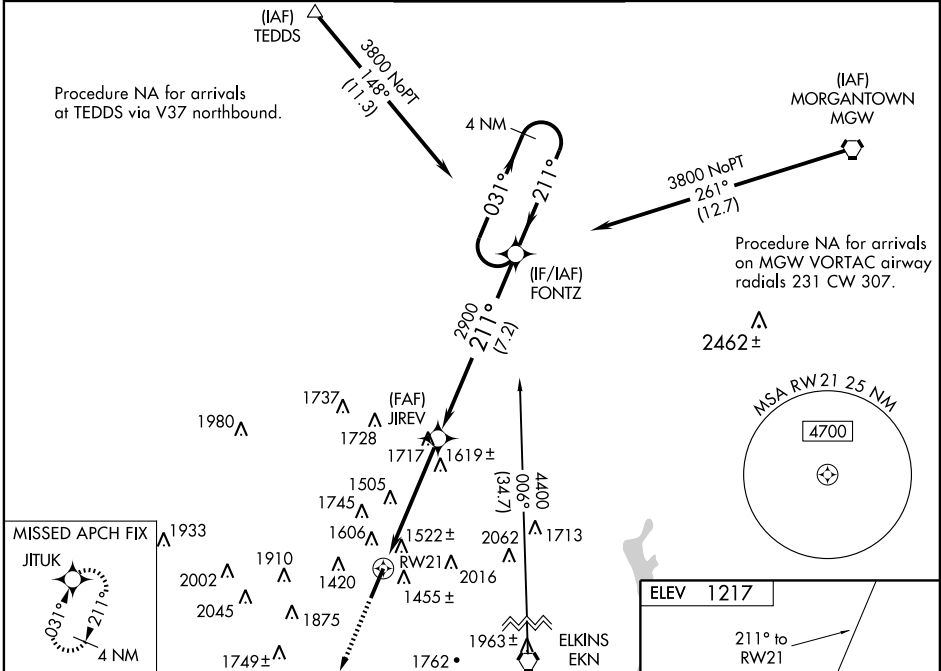 (IAF)
TEDDS
3800 NoPT
148°
(11.3)
Procedure NA for arrivals
at TEDDS via V37 northbound.
(IAF)
MORGANTOWN
MGW
4 NM
031°
211°
3800 NoPT
261°
(12.7)
Procedure NA for arrivals
on MGW VORTAC airway
radials 231 CW 307.
(IF/IAF)
FONTZ
2900
211°
(7.2)
2462±
MSA RW21 25 NM
4700
1737
(FAF)
JIREV
1980
1728
1717
1619±
4400
006°
(34.7)
1505
1745
1933
1606
1522±
2062
1713
MISSED APCH FIX
JITUK
031°
211°
4 NM
2002
1910
1420
RW21
2016
2045
1455±
1875
ELEV 1217
211° to
RW21
1749±
1762
1963±
ELKINS
EKN